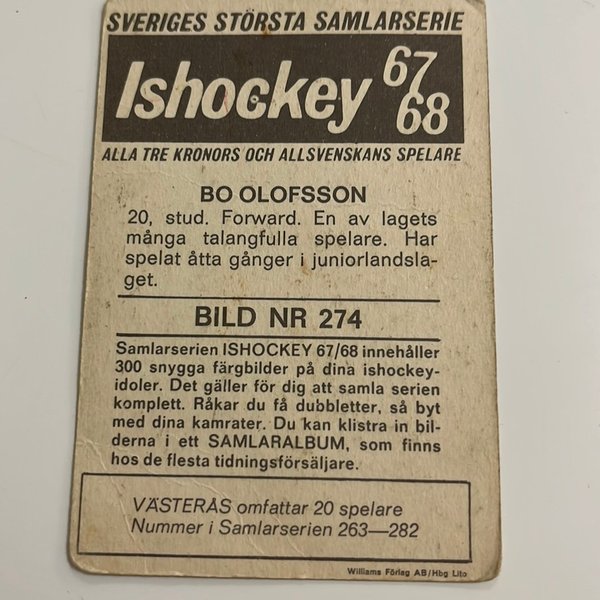 SVERIGES STÖRSTA SAMLARSERIE
Ishockey 67/68
ALLA TRE KRONORS OCH ALLSVENSKANS SPELARE
BO OLOFSSON
20, stud. Forward. En av lagets
många talangfulla spelare. Har
spelat åtta gånger i juniorlandsla-
get.
BILD NR 274
Samlarserien ISHOCKEY 67/68 innehåller
300 snygga färgbilder på dina ishockey-
idoler. Det gäller för dig att samla serien
komplett. Råkar du få dubbletter, så byt
med dina kamrater. Du kan klistra in bil-
derna i ett SAMLARALBUM, som finns
hos de flesta tidningsförsäljare.
VÄSTERÅS omfattar 20 spelare
Nummer i Samlarserien 263—282
Williams Förlag AB/Hbg Lito